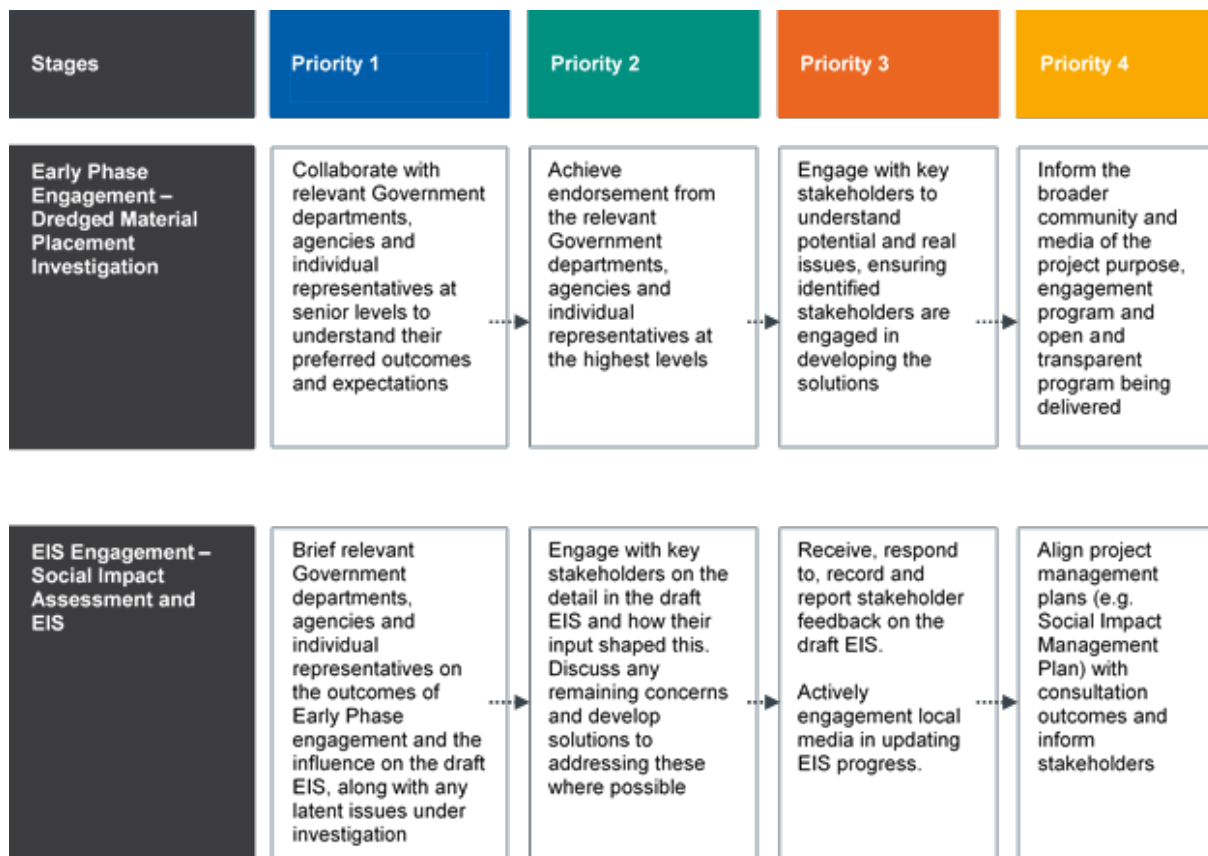 Stages
Priority 1
Priority 2
Priority 3
Priority 4
Early Phase
Engagement –
Dredged Material
Placement
Investigation
Collaborate with
relevant Government
departments,
agencies and
individual
representatives at
senior levels to
understand their
preferred outcomes
and expectations
Achieve
endorsement from
the relevant
Government
departments,
agencies and
individual
representatives at
the highest levels
Engage with key
stakeholders to
understand
potential and real
issues, ensuring
identified
stakeholders are
engaged in
developing the
solutions
Inform the
broader
community and
media of the
project purpose,
engagement
program and
open and
transparent
program being
delivered
EIS Engagement –
Social Impact
Assessment and
EIS
Brief relevant
Government
departments,
agencies and
individual
representatives on
the outcomes of
Early Phase
engagement and the
influence on the draft
EIS, along with any
latent issues under
investigation
Engage with key
stakeholders on the
detail in the draft
EIS and how their
input shaped this.
Discuss any
remaining concerns
and develop
solutions to
addressing these
where possible
Receive, respond
to, record and
report stakeholder
feedback on the
draft EIS.
Actively
engagement local
media in updating
EIS progress.
Align project
management
plans (e.g.
Social Impact
Management
Plan) with
consultation
outcomes and
inform
stakeholders